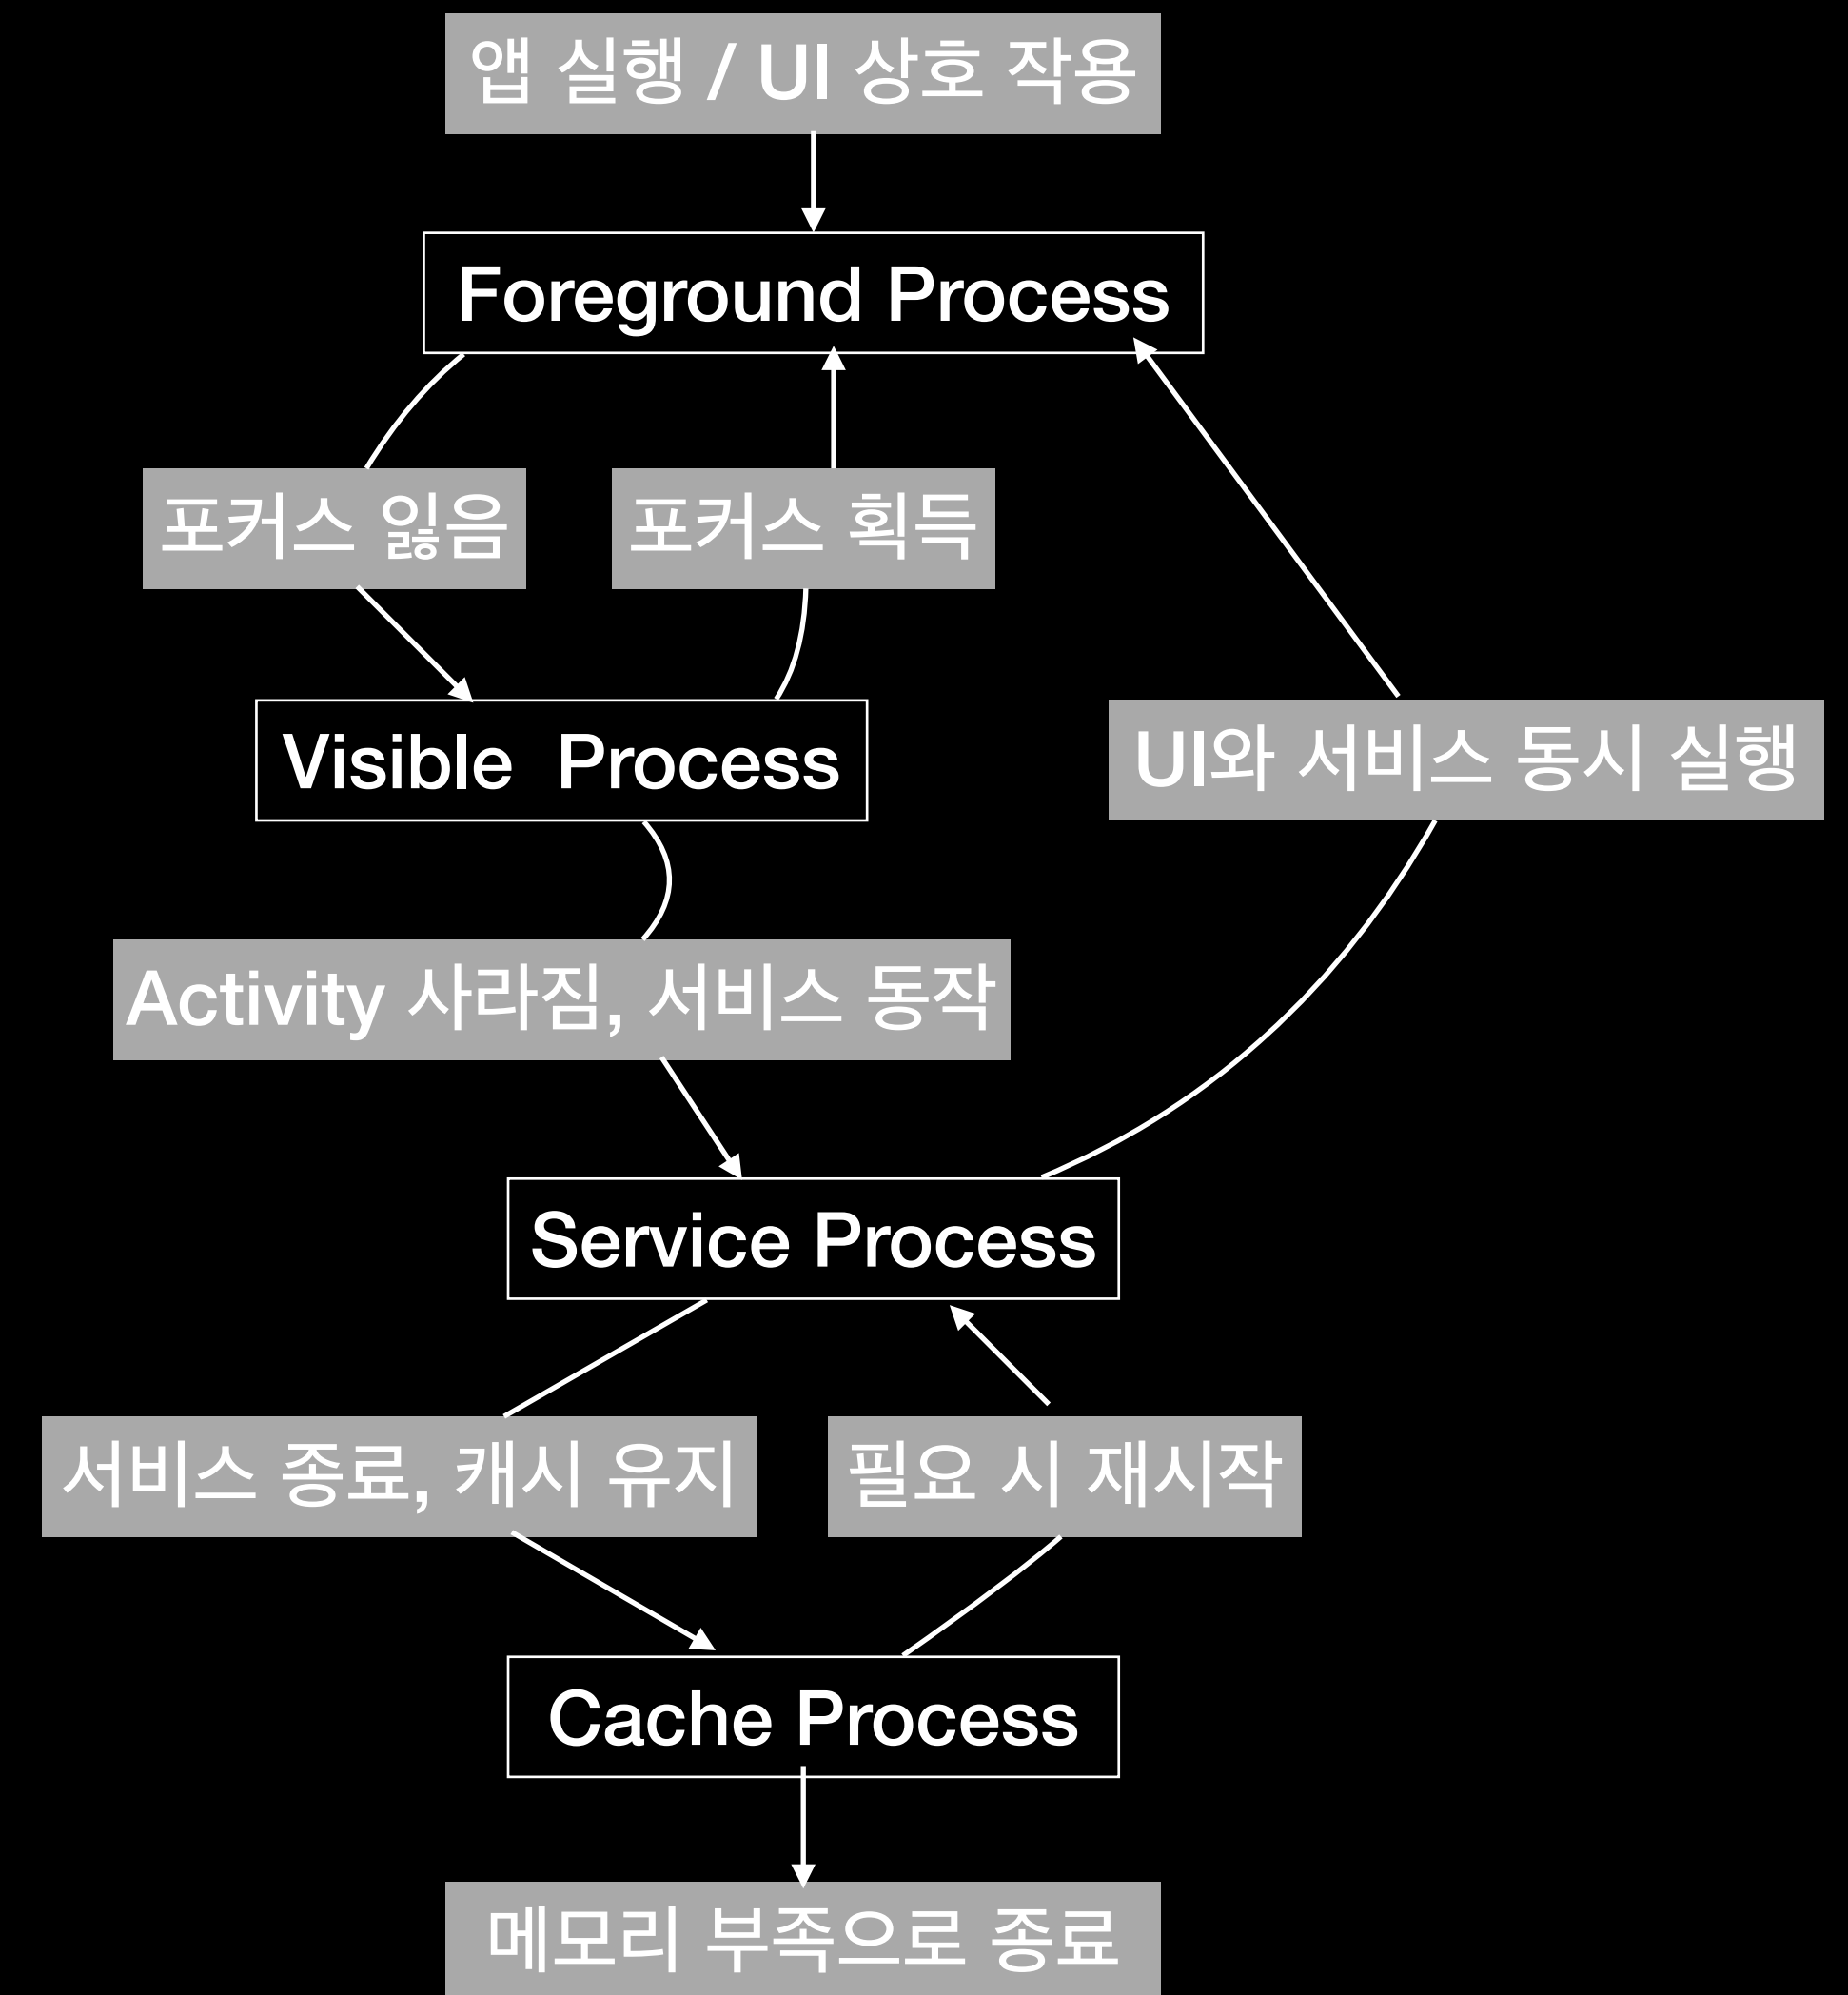 앱 실행 / UI 상호 작용
Foreground Process
포커스 잃음
포커스 획득
Visible Process
UI와 서비스 동시 실행
Activity 사라짐, 서비스 동작
Service Process
서비스 종료, 캐시 유지
필요 시 재시작
Cache Process
메모리 부족으로 종료